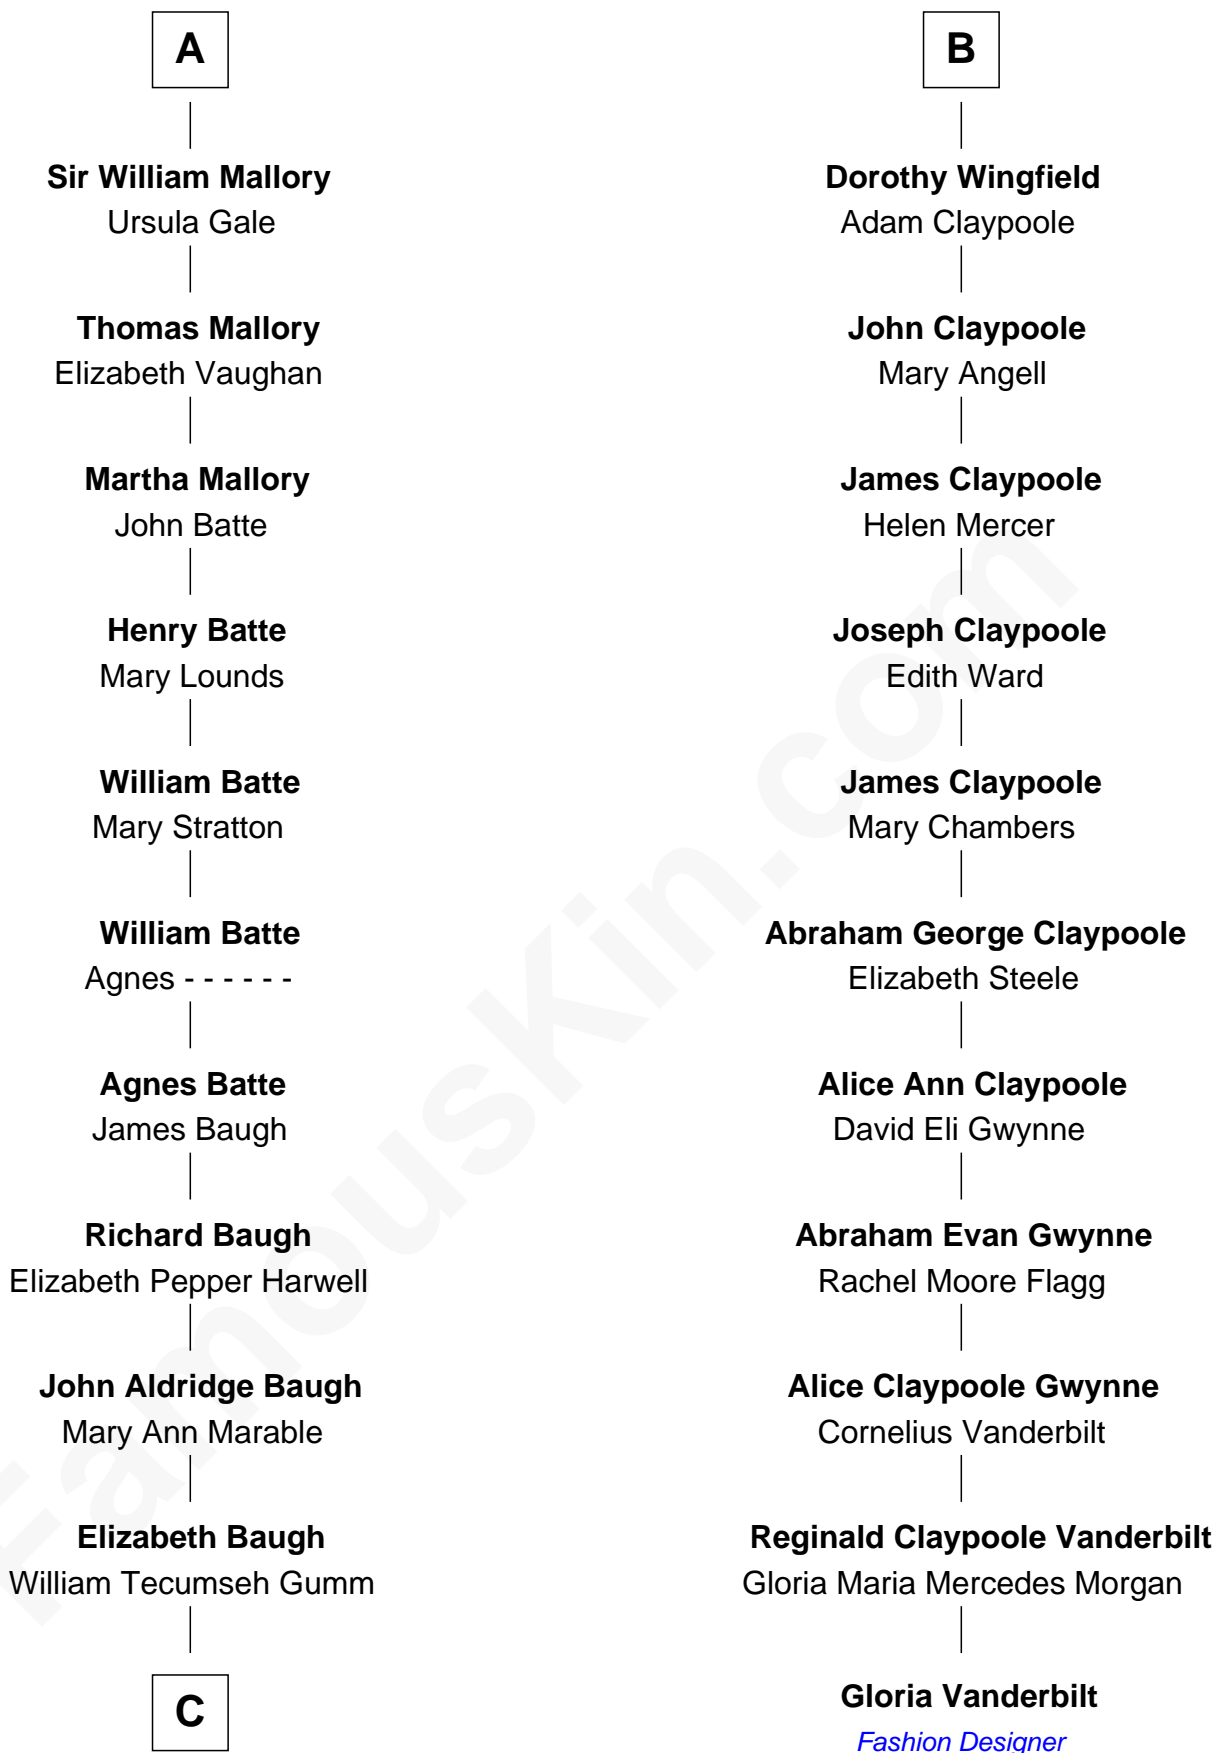 A
Sir William Mallory
Ursula Gale
Thomas Mallory
Elizabeth Vaughan
Martha Mallory
John Batte
Henry Batte
Mary Lounds
William Batte
Mary Stratton
William Batte
Agnes - - - - - -
Agnes Batte
James Baugh
Richard Baugh
Elizabeth Pepper Harwell
John Aldridge Baugh
Mary Ann Marable
Elizabeth Baugh
William Tecumseh Gumm
C
B
Dorothy Wingfield
Adam Claypoole
John Claypoole
Mary Angell
James Claypoole
Helen Mercer
Joseph Claypoole
Edith Ward
James Claypoole
Mary Chambers
Abraham George Claypoole
Elizabeth Steele
Alice Ann Claypoole
David Eli Gwynne
Abraham Evan Gwynne
Rachel Moore Flagg
Alice Claypoole Gwynne
Cornelius Vanderbilt
Reginald Claypoole Vanderbilt
Gloria Maria Mercedes Morgan
Gloria Vanderbilt
Fashion Designer
FamousKin.com